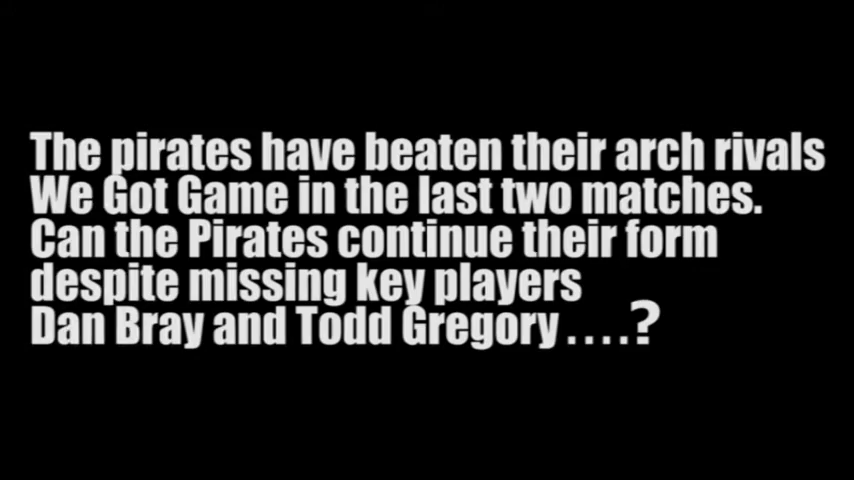 The pirates have beaten their arch rivals
We Got Game in the last two matches.
Can the Pirates continue their form
despite missing key players
Dan Bray and Todd Gregory ....?